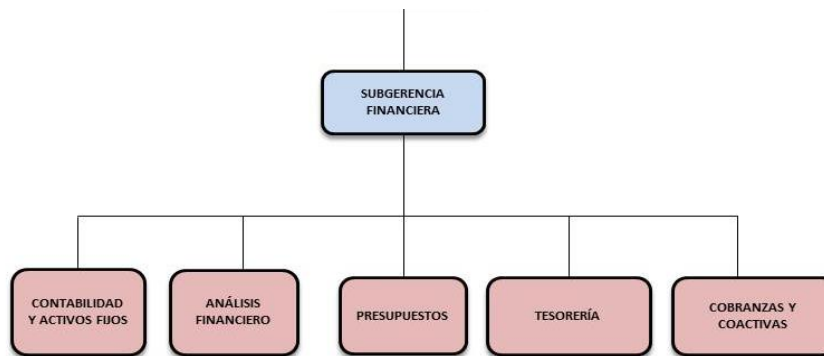 SUBGERENCIA
FINANCIERA
CONTABILIDAD
Y ACTIVOS FIJOS
ANÁLISIS
FINANCIERO
PRESUPUESTOS
TESORERÍA
COBRANZAS Y
COACTIVAS